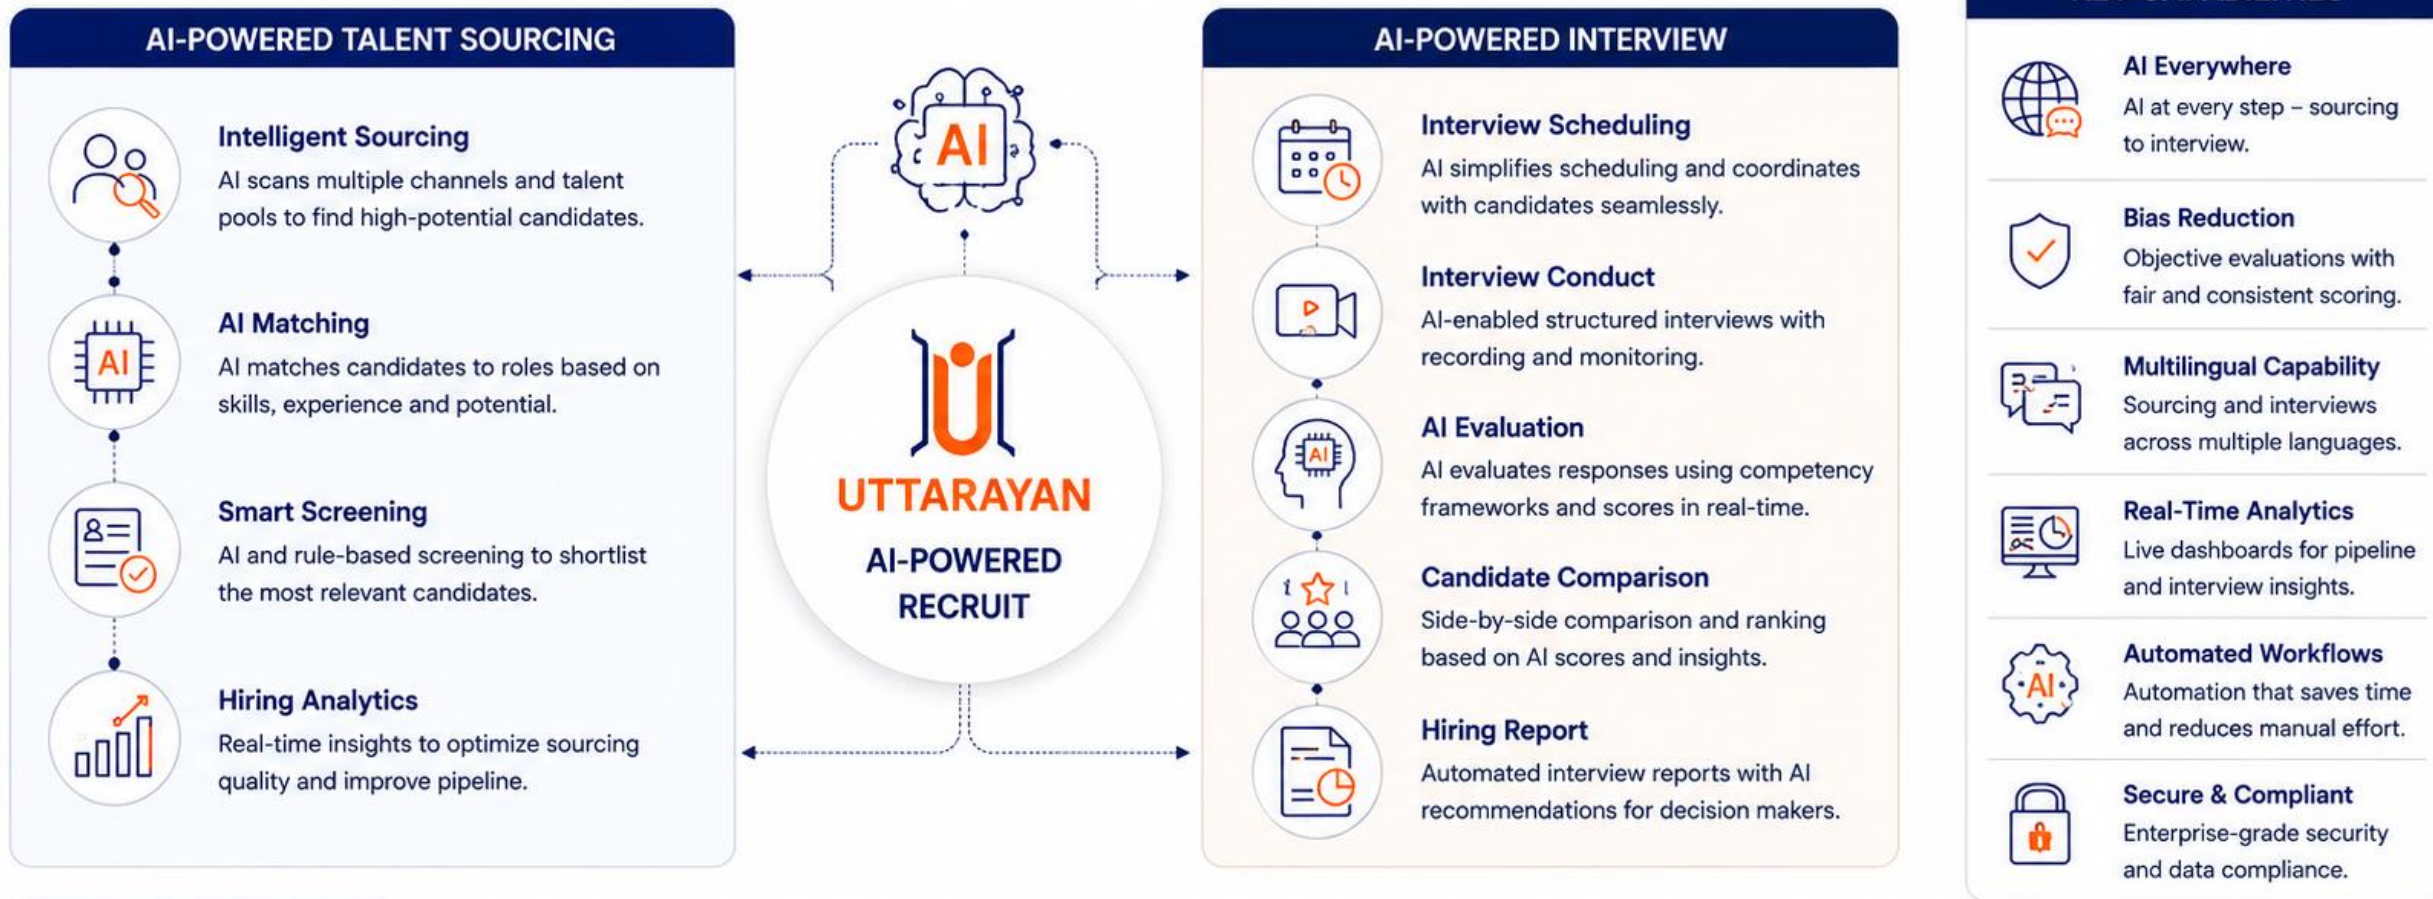 AI-POWERED TALENT SOURCING
Intelligent Sourcing
AI scans multiple channels and talent
pools to find high-potential candidates.
AI
AI Matching
AI matches candidates to roles based on
skills, experience and potential.
Smart Screening
AI and rule-based screening to shortlist
the most relevant candidates.
Hiring Analytics
Real-time insights to optimize sourcing
quality and improve pipeline.
AI
UTTARAYAN
AI-POWERED
RECRUIT
AI-POWERED INTERVIEW
Interview Scheduling
AI simplifies scheduling and coordinates
with candidates seamlessly.
Interview Conduct
AI-enabled structured interviews with
recording and monitoring.
AI
AI Evaluation
AI evaluates responses using competency
frameworks and scores in real-time.
Candidate Comparison
Side-by-side comparison and ranking
based on AI scores and insights.
Hiring Report
Automated interview reports with AI
recommendations for decision makers.
AI Everywhere
AI at every step – sourcing
to interview.
Bias Reduction
Objective evaluations with
fair and consistent scoring.
Multilingual Capability
Sourcing and interviews
across multiple languages.
Real-Time Analytics
Live dashboards for pipeline
and interview insights.
AI
Automated Workflows
Automation that saves time
and reduces manual effort.
Secure & Compliant
Enterprise-grade security
and data compliance.